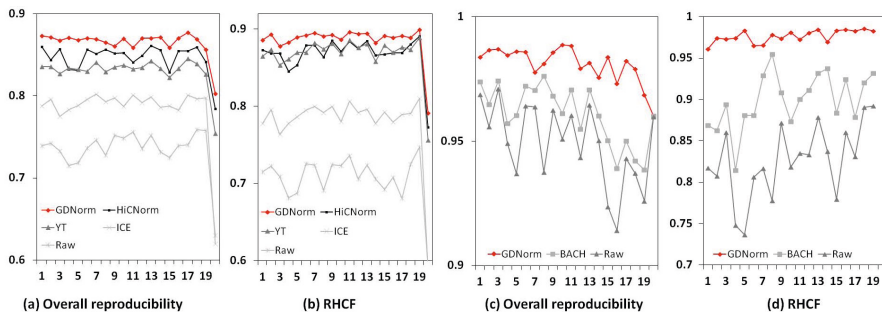 0.9
0.8
0.7
0.6
GDNorm HiCNorm
YT ICE
Raw
1 3 5 7 9 11 13 15 17 19
(a) Overall reproducibility
0.9
0.8
0.7
0.6
GDNorm HiCNorm
YT ICE
Raw
1 3 5 7 9 11 13 15 17 19
(b) RHCF
1
0.95
0.9
GDNorm BACH Raw
1 3 5 7 9 11 13 15 17 19
(c) Overall reproducibility
1
0.95
0.9
0.85
0.8
0.75
0.7
GDNorm BACH Raw
1 3 5 7 9 11 13 15 17 19
(d) RHCF